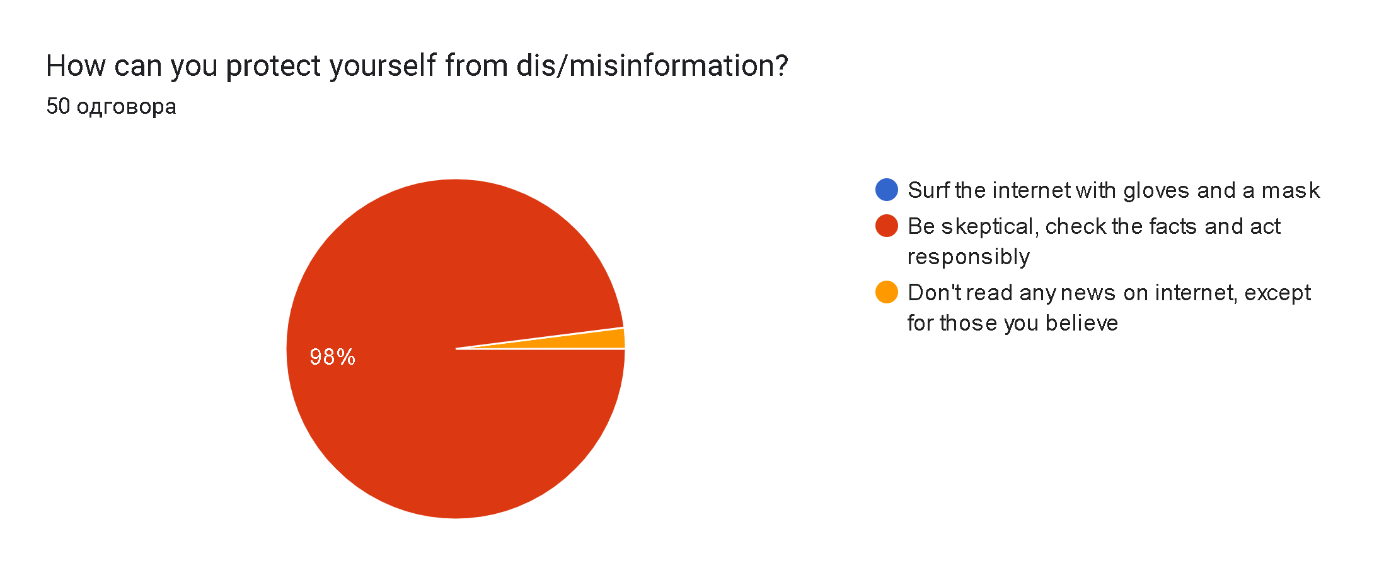 How can you protect yourself from dis/misinformation?
50 одговора
Surf the internet with gloves and a mask
Be skeptical, check the facts and act
responsibly
Don't read any news on internet, except
for those you believe
98%